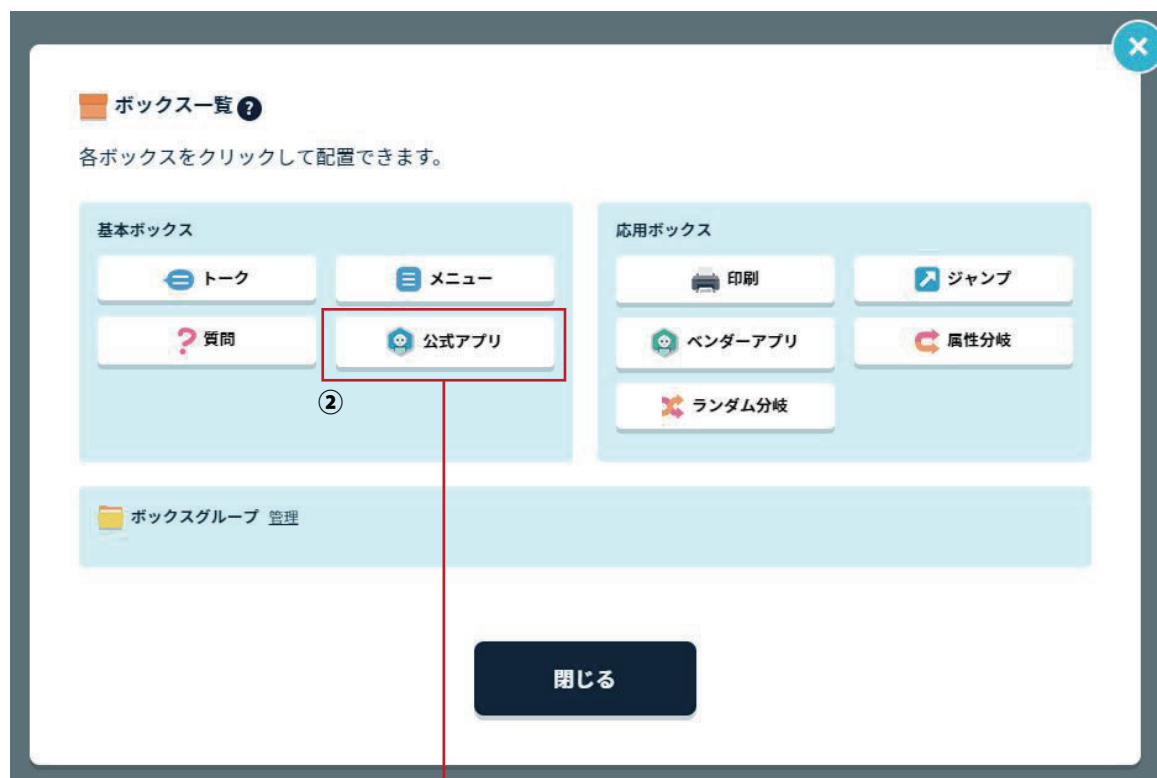 ボックス一覧 ?
各ボックスをクリックして配置できます。
基本ボックス
トーク
メニュー
質問
公式アプリ
②
応用ボックス
印刷
ジャンプ
ベンダーアプリ
属性分岐
ランダム分岐
ボックスグループ 管理
閉じる